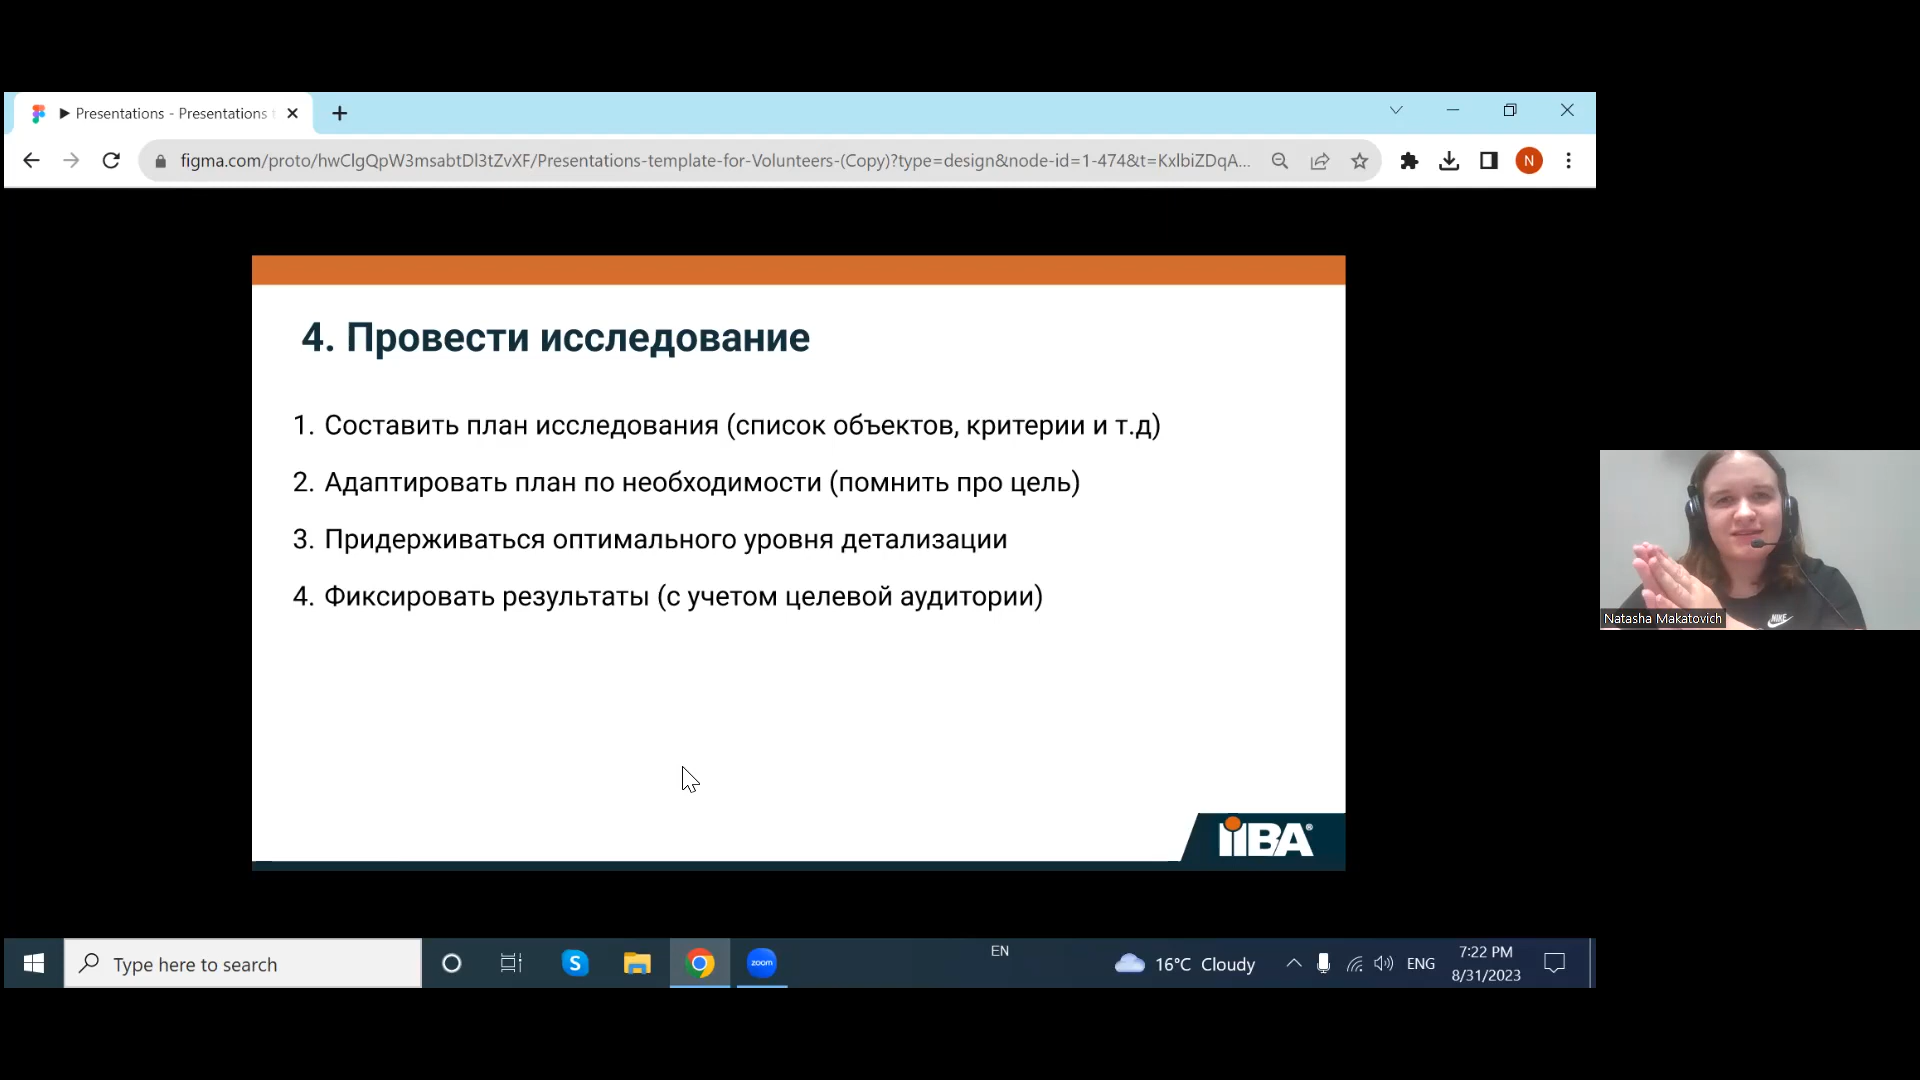 Presentations - Presentations
figma.com/proto/hwClgQpW3msabtDl3tZvXF/Presentations-template-for-Volunteers-(Copy)?type=design&node-id=1-474&t=KxlbiZDqA...
N
4. Провести исследование
1. Составить план исследования (список объектов, критерии и т.д)
2. Адаптировать план по необходимости (помнить про цель)
3. Придерживаться оптимального уровня детализации
4. Фиксировать результаты (с учетом целевой аудитории)
iiBA®
NIKE
Natasha Makatovich
Type here to search
S
zoom
EN
16°C Cloudy
ENG
7:22 PM
8/31/2023